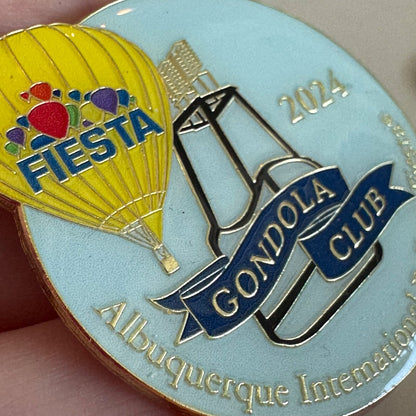 FIESTA
2024
GONDOLA
CLUB
Albuquerque International